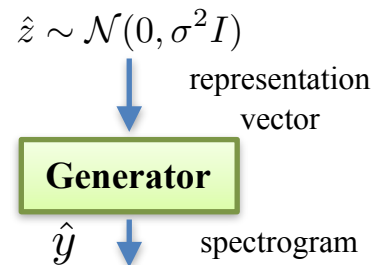 ẑ ∼ 𝒩(0, σ²I)
representation
vector
Generator
ŷ spectrogram